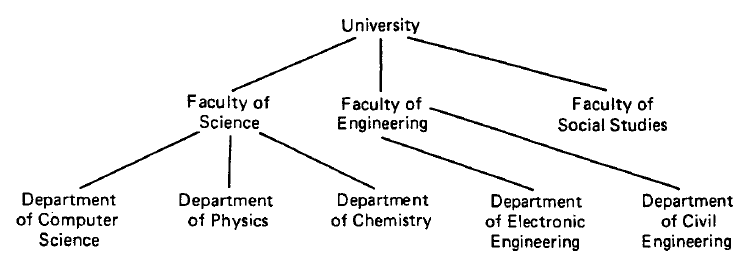 University
Faculty of
Science
Faculty of
Engineering
Faculty of
Social Studies
Department
of Computer
Science
Department
of Physics
Department
of Chemistry
Department
of Electronic
Engineering
Department
of Civil
Engineering